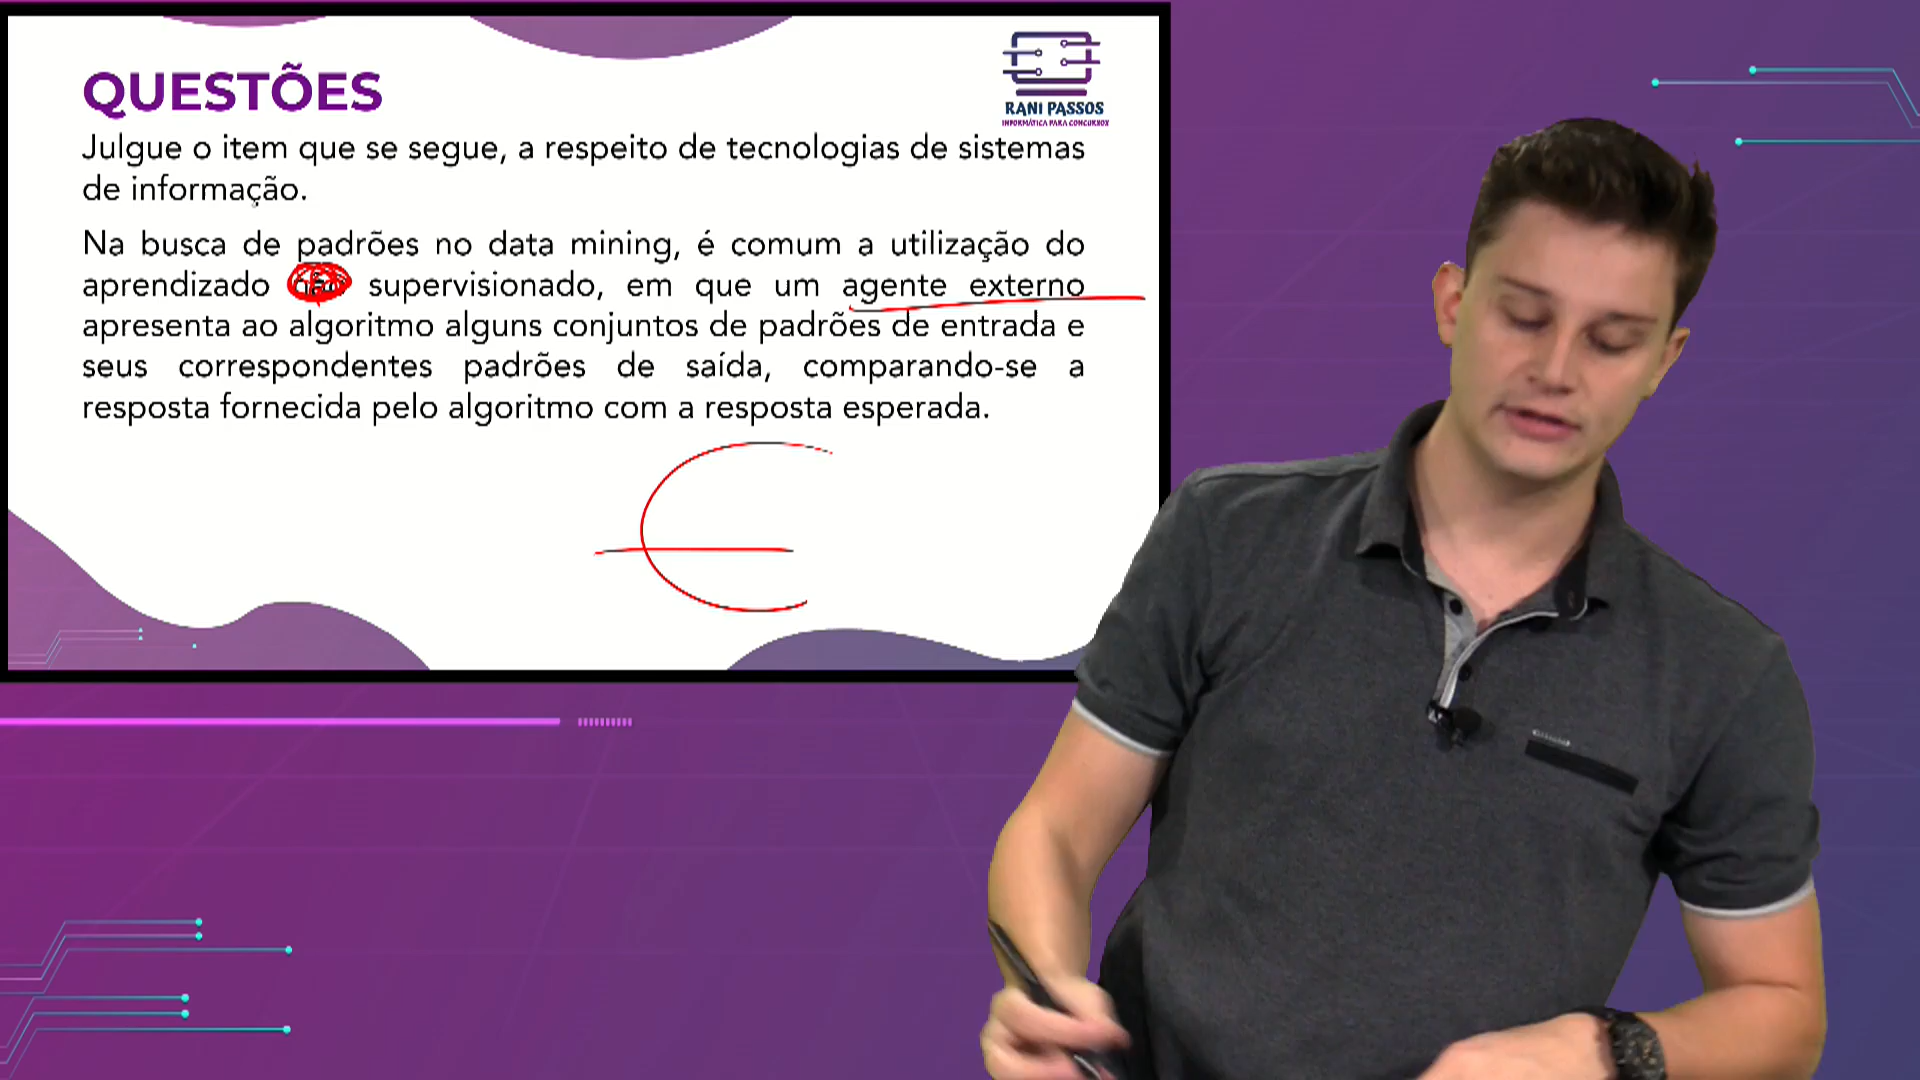 QUESTÕES
RANI PASSOS
INFORMÁTICA PARA CONCURSOS
Julgue o item que se segue, a respeito de tecnologias de sistemas
de informação.
Na busca de padrões no data mining, é comum a utilização do
aprendizado não supervisionado, em que um agente externo
apresenta ao algoritmo alguns conjuntos de padrões de entrada e
seus correspondentes padrões de saída, comparando-se a
resposta fornecida pelo algoritmo com a resposta esperada.